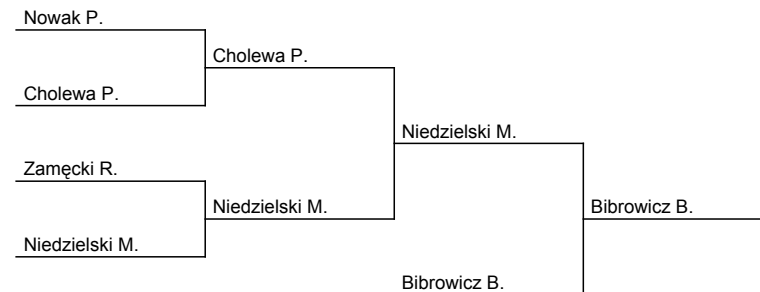 Nowak P.
Cholewa P.
Cholewa P.
Niedzielski M.
Zamęcki R.
Niedzielski M.
Bibrowicz B.
Niedzielski M.
Bibrowicz B.